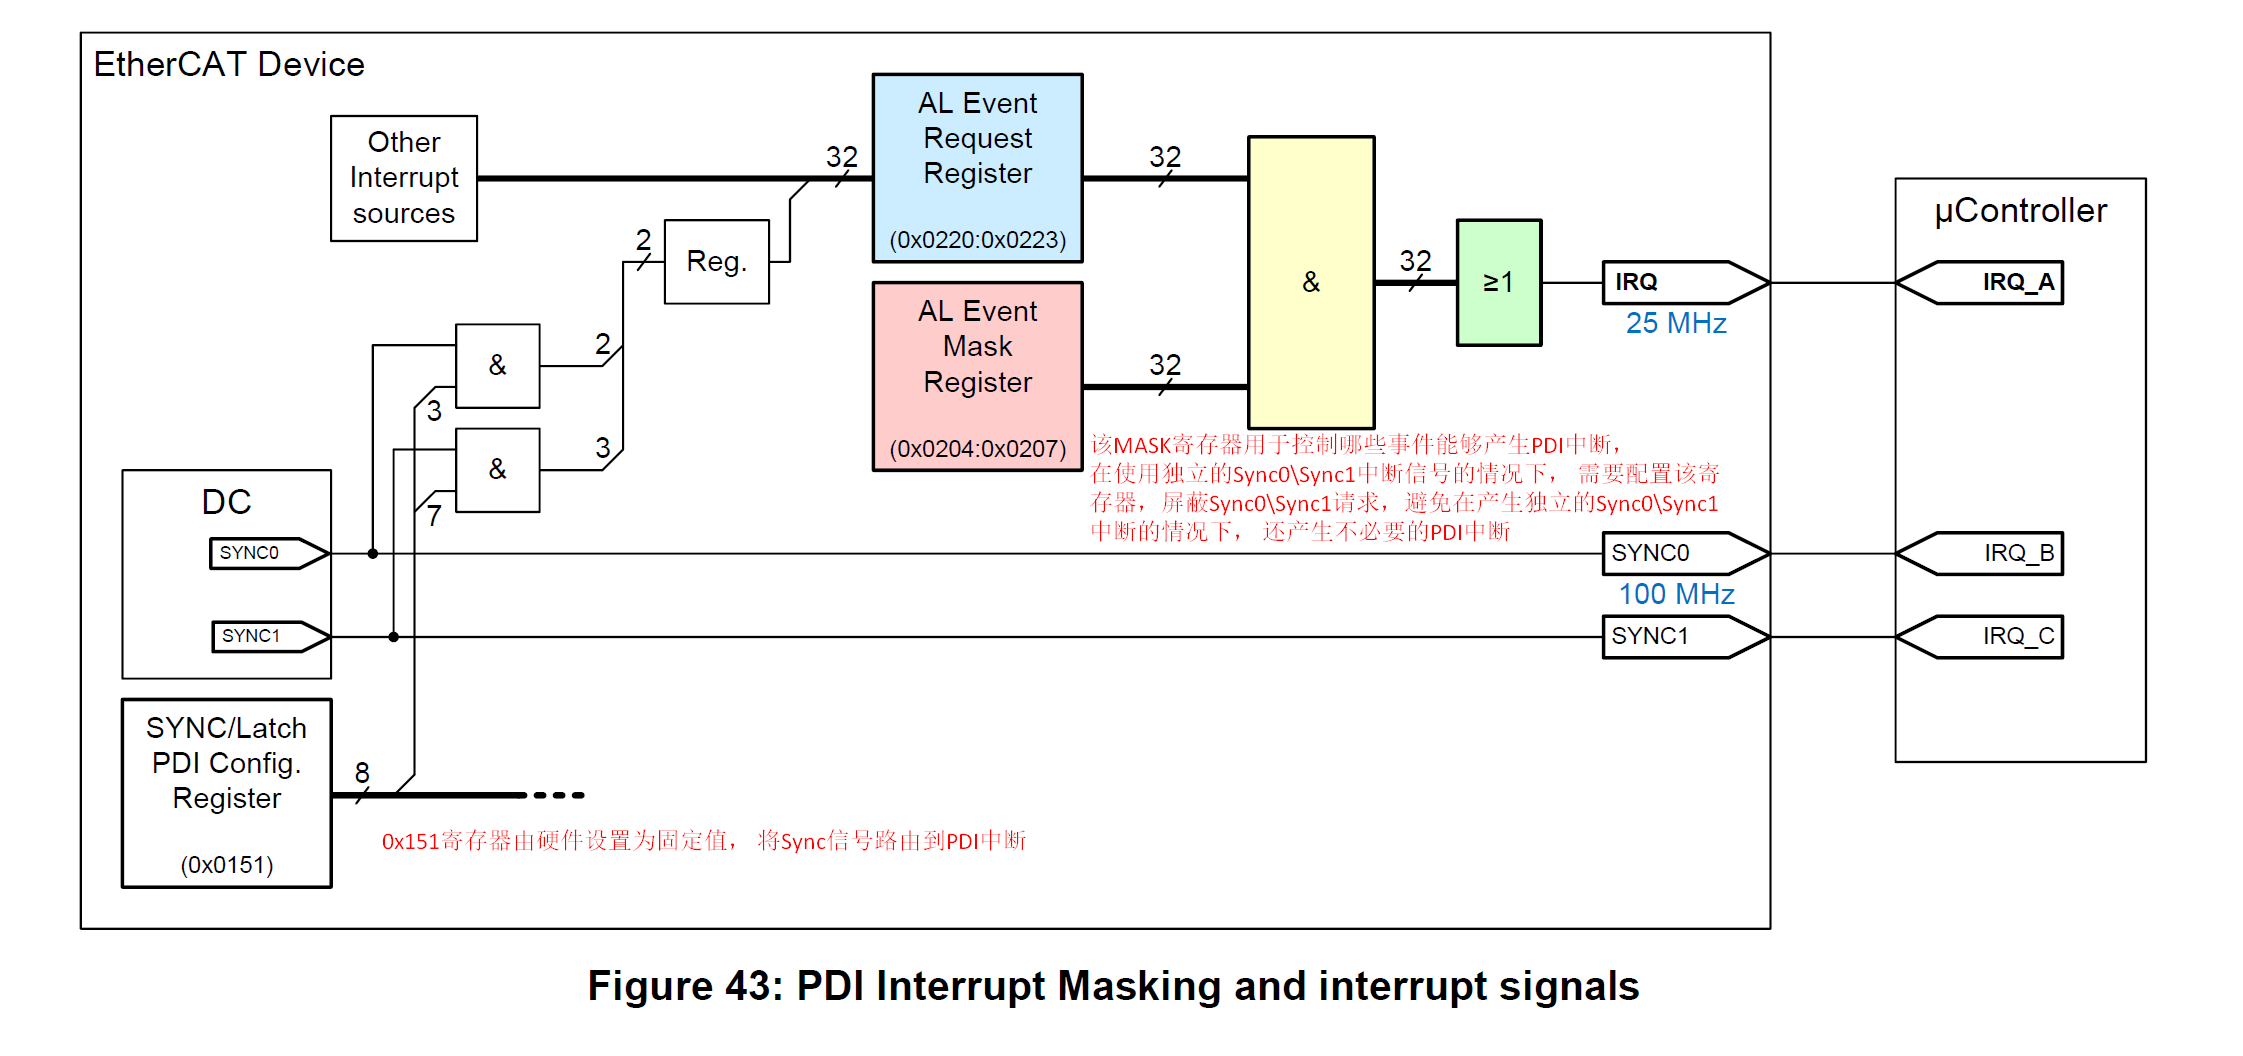 EtherCAT Device
Other
Interrupt
sources
32
AL Event
Request
Register
(0x0220:0x0223)
32
2
Reg.
&
2
3
&
3
7
AL Event
Mask
Register
(0x0204:0x0207)
32
&
32
≥1
IRQ
25 MHz
µController
IRQ_A
该MASK寄存器用于控制哪些事件能够产生PDI中断，
在使用独立的Sync0\Sync1中断信号的情况下， 需要配置该寄
存器， 屏蔽Sync0\Sync1请求， 避免在产生独立的Sync0\Sync1
中断的情况下， 还产生不必要的PDI中断
DC
SYNC0
SYNC1
SYNC0
100 MHz
SYNC1
IRQ_B
IRQ_C
SYNC/Latch
PDI Config.
Register
(0x0151)
8
0x151寄存器由硬件设置为固定值， 将Sync信号路由到PDI中断
Figure 43: PDI Interrupt Masking and interrupt signals